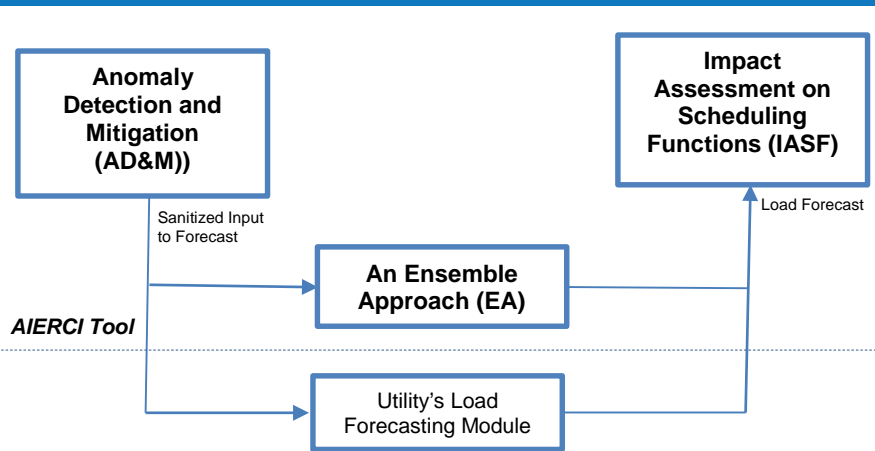 Anomaly
Detection and
Mitigation
(AD&M))
Impact
Assessment on
Scheduling
Functions (IASF)
Sanitized Input
to Forecast
Load Forecast
An Ensemble
Approach (EA)
AIERCI Tool
Utility's Load
Forecasting Module